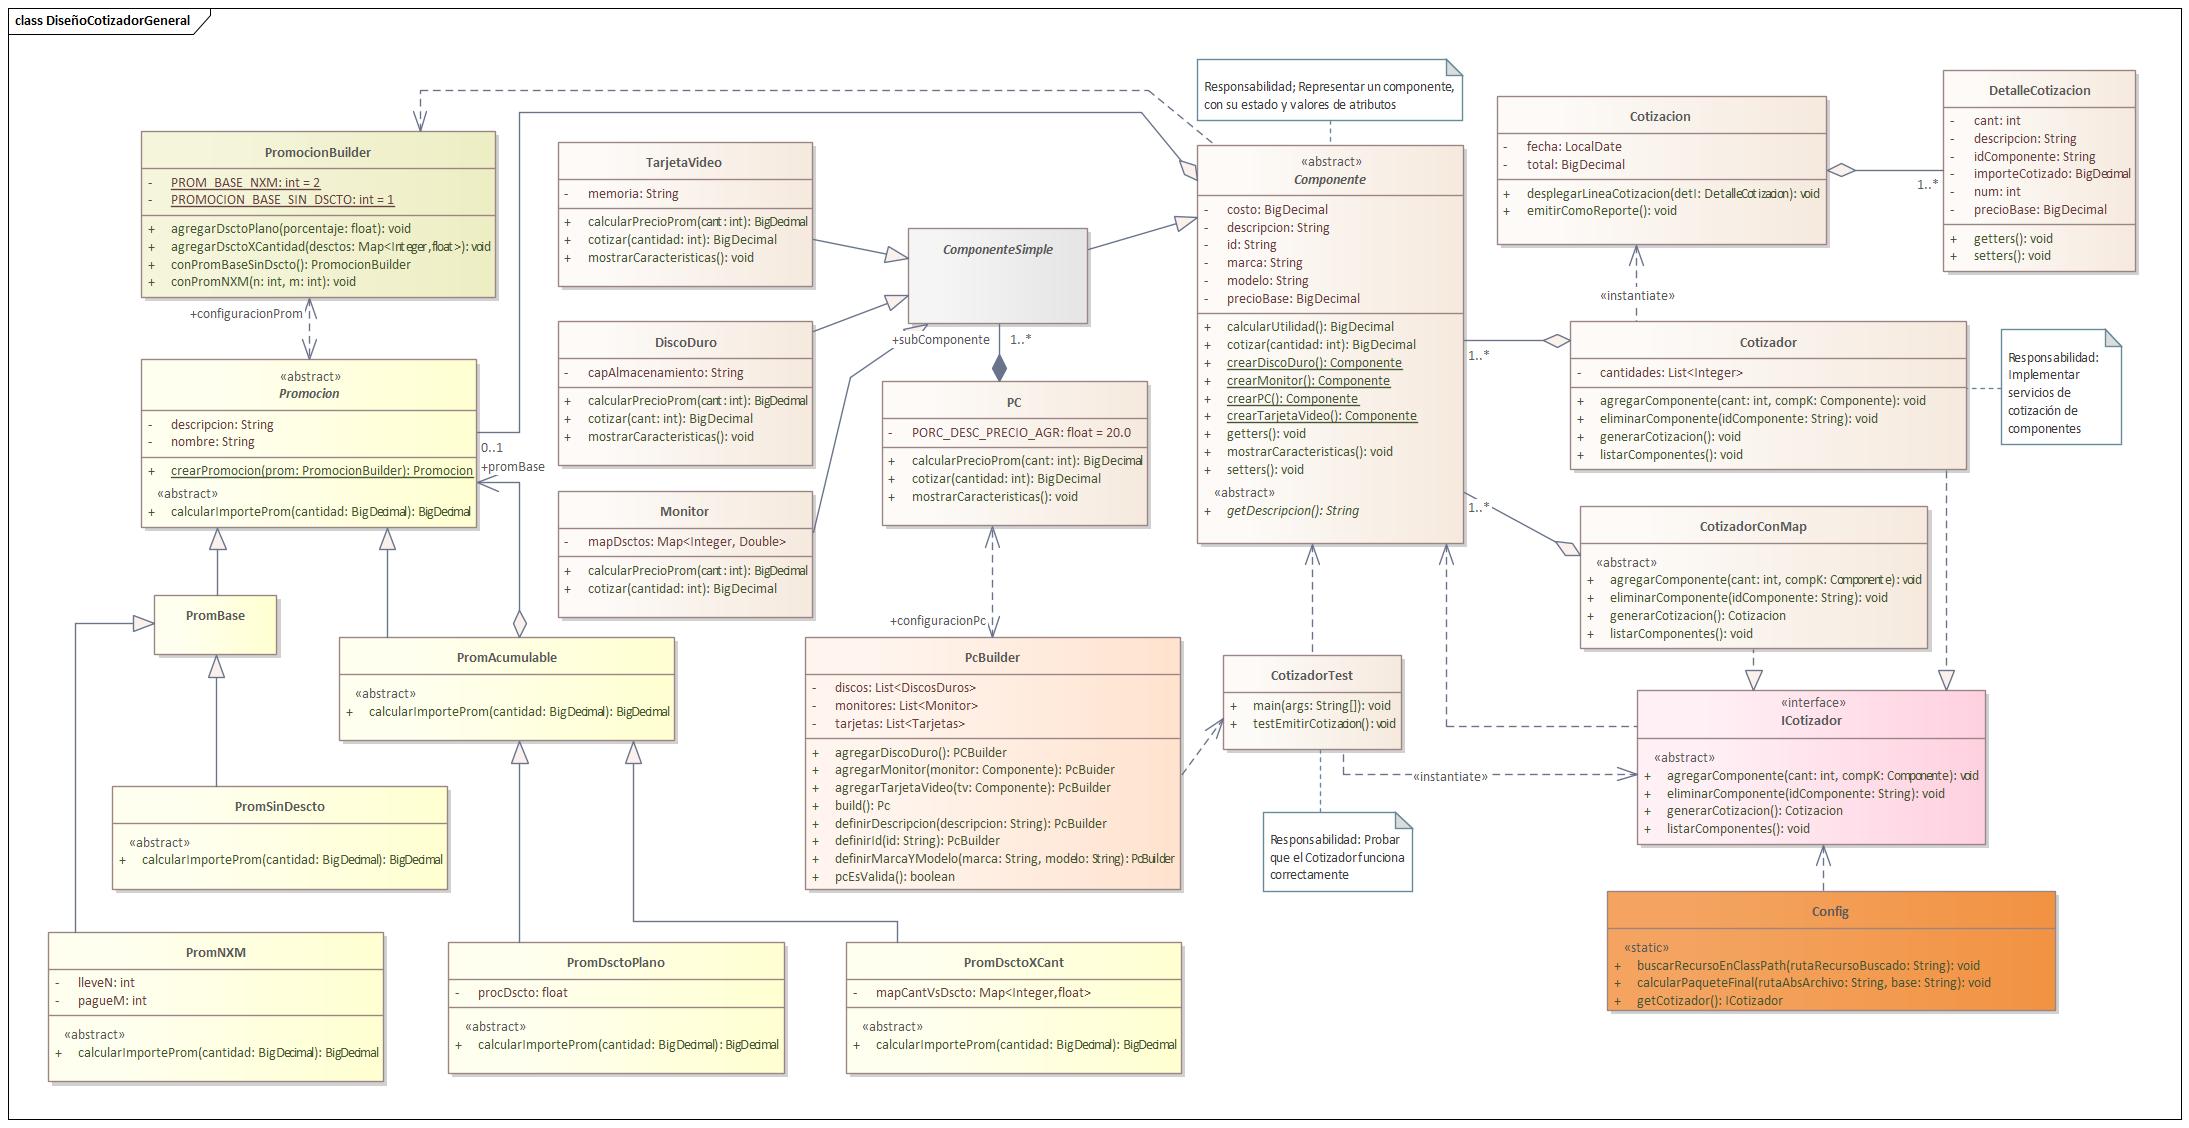 class DiseñoCotizadorGeneral
Responsabilidad; Representar un componente,
con su estado y valores de atributos
PromocionBuilder
- PROM_BASE_NXM: int = 2
- PROMOCION_BASE_SIN_DSCTO: int = 1
+ agregarDsctoPlano(porcentaje: float): void
+ agregarDsctoXCantidad(desctos: Map<Integer,float>): void
+ conPromBaseSinDscto(): PromocionBuilder
+ conPromNXM(n: int, m: int): void
+configuracionProm
«abstract»
Promocion
- descripcion: String
- nombre: String
+ crearPromocion(prom: PromocionBuilder): Promocion
«abstract»
+ calcularImporteProm(cantidad: BigDecimal): BigDecimal
0..1
+promBase
TarjetaVideo
- memoria: String
+ calcularPrecioProm(cant: int): BigDecimal
+ cotizar(cantidad: int): BigDecimal
+ mostrarCaracteristicas(): void
DiscoDuro
- capAlmacenamiento: String
+ calcularPrecioProm(cant: int): BigDecimal
+ cotizar(cant: int): BigDecimal
+ mostrarCaracteristicas(): void
Monitor
- mapDsctos: Map<Integer, Double>
+ calcularPrecioProm(cant: int): BigDecimal
+ cotizar(cantidad: int): BigDecimal
ComponenteSimple
+subComponente
1..*
PC
- PORC_DESC_PRECIO_AGR: float = 20.0
+ calcularPrecioProm(cant: int): BigDecimal
+ cotizar(cantidad: int): BigDecimal
+ mostrarCaracteristicas(): void
+configuracionPc
«abstract»
Componente
- costo: BigDecimal
- descripcion: String
- id: String
- marca: String
- modelo: String
- precioBase: BigDecimal
+ calcularUtilidad(): BigDecimal
+ cotizar(cantidad: int): BigDecimal
+ crearDiscoDuro(): Componente
+ crearMonitor(): Componente
+ crearPC(): Componente
+ crearTarjetaVideo(): Componente
+ getters(): void
+ mostrarCaracteristicas(): void
+ setters(): void
«abstract»
+ getDescripcion(): String
Cotizacion
- fecha: LocalDate
- total: BigDecimal
+ desplegarLineaCotizacion(detI: DetalleCotizacion): void
+ emitirComoReporte(): void
1..*
DetalleCotizacion
- cant: int
- descripcion: String
- idComponente: String
- importeCotizado: BigDecimal
- num: int
- precioBase: BigDecimal
+ getters(): void
+ setters(): void
«instantiate»
1..*
Cotizador
- cantidades: List<Integer>
+ agregarComponente(cant: int, compK: Componente): void
+ eliminarComponente(idComponente: String): void
+ generarCotizacion(): void
+ listarComponentes(): void
Responsabilidad:
Implementar
servicios de
cotización de
componentes
1..*
CotizadorConMap
«abstract»
+ agregarComponente(cant: int, compK: Componente): void
+ eliminarComponente(idComponente: String): void
+ generarCotizacion(): Cotizacion
+ listarComponentes(): void
PromBase
PromAcumulable
«abstract»
+ calcularImporteProm(cantidad: BigDecimal): BigDecimal
PcBuilder
- discos: List<DiscosDuros>
- monitores: List<Monitor>
- tarjetas: List<Tarjetas>
+ agregarDiscoDuro(): PCBuilder
+ agregarMonitor(monitor: Componente): PcBuider
+ agregarTarjetaVideo(tv: Componente): PcBuilder
+ build(): Pc
+ definirDescripcion(descripcion: String): PcBuilder
+ definirId(id: String): PcBuilder
+ definirMarcaYModelo(marca: String, modelo: String): PcBuilder
+ pcEsValida(): boolean
CotizadorTest
+ main(args: String[]): void
+ testEmitirCotizacion(): void
«instantiate»
Responsabilidad: Probar
que el Cotizador funciona
correctamente
«interface»
ICotizador
«abstract»
+ agregarComponente(cant: int, compK: Componente): void
+ eliminarComponente(idComponente: String): void
+ generarCotizacion(): Cotizacion
+ listarComponentes(): void
PromSinDescto
«abstract»
+ calcularImporteProm(cantidad: BigDecimal): BigDecimal
PromNXM
- lleveN: int
- pagueM: int
«abstract»
+ calcularImporteProm(cantidad: BigDecimal): BigDecimal
PromDsctoPlano
- procDscto: float
«abstract»
+ calcularImporteProm(cantidad: BigDecimal): BigDecimal
PromDsctoXCant
- mapCantVsDscto: Map<Integer,float>
«abstract»
+ calcularImporteProm(cantidad: BigDecimal): BigDecimal
Config
«static»
+ buscarRecursoEnClassPath(rutaRecursoBuscado: String): void
+ calcularPaqueteFinal(rutaAbsArchivo: String, base: String): void
+ getCotizador(): ICotizador